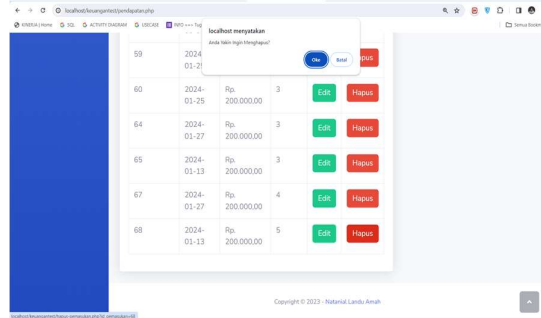 localhost/keuangantest/pendapatan.php
KINERJA | Home SQL ACTIVITY DIAGRAM USECASE Semua Bookm
localhost menyatakan
Anda Yakin Ingin Menghapus?
Oke Batal
59 2024-
60 2024-01-25 Rp. 200.000,00 3 Edit Hapus
64 2024-01-27 Rp. 200.000,00 3 Edit Hapus
65 2024-01-13 Rp. 200.000,00 3 Edit Hapus
67 2024-01-27 Rp. 200.000,00 4 Edit Hapus
68 2024-01-13 Rp. 200.000,00 5 Edit Hapus
Copyright © 2023 - Natanial Landu Amah